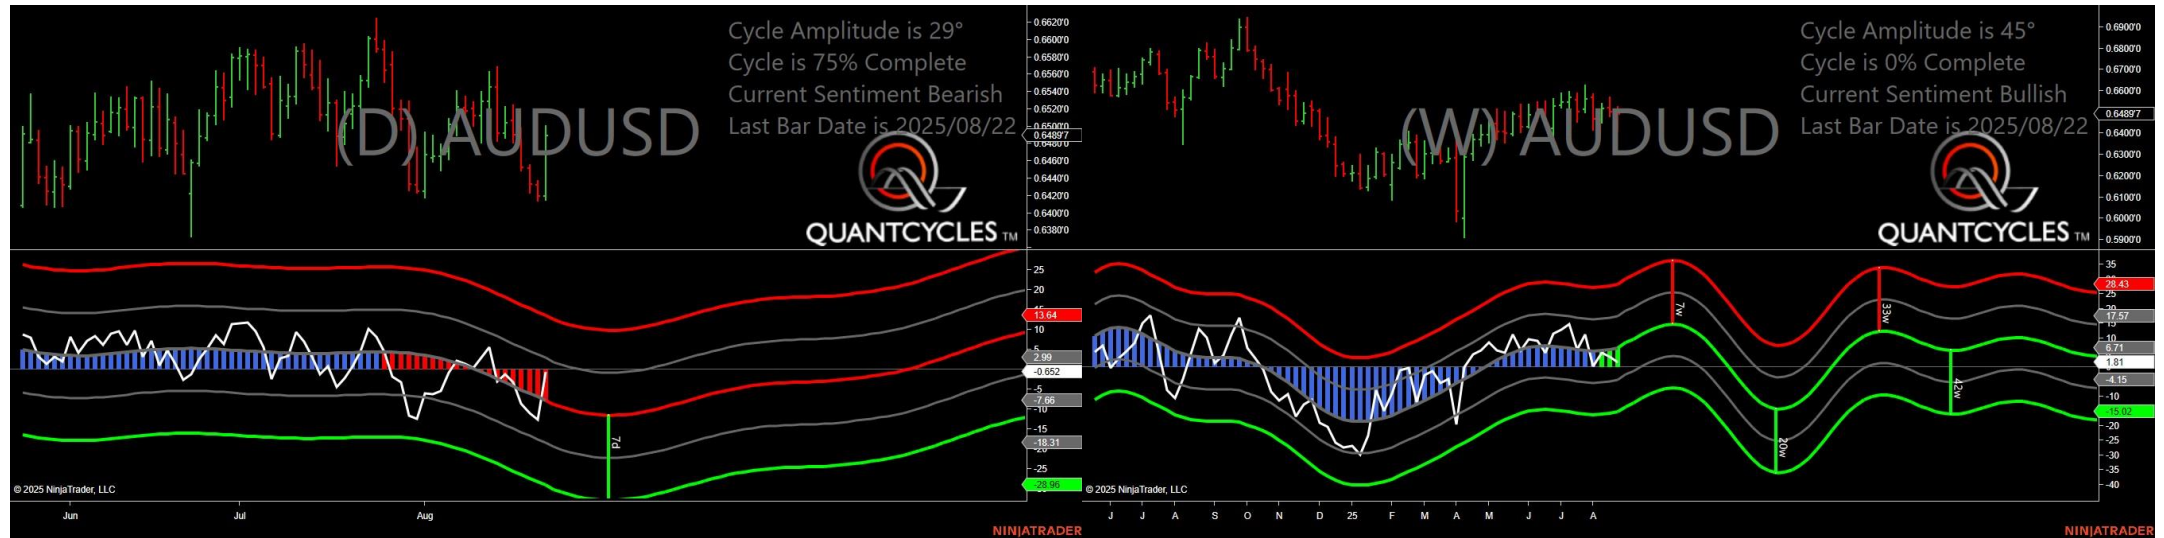 Cycle Amplitude is 29°
Cycle is 75% Complete
Current Sentiment Bearish
Last Bar Date is 2025/08/22
(D) AUDUSD
QUANTCYCLES TM
0.6620'0
0.6600'0
0.6580'0
0.6560'0
0.6540'0
0.6520'0
0.6500'0
0.6489'7
0.6480'0
0.6460'0
0.6440'0
0.6420'0
0.6400'0
0.6380'0
25
20
13.64
10
2.99
-0.652
-5
-7.66
-10
-15
-18.31
-25
-28.96
7d
© 2025 NinjaTrader, LLC
Jun Jul Aug
NINJATRADER
Cycle Amplitude is 45°
Cycle is 0% Complete
Current Sentiment Bullish
Last Bar Date is 2025/08/22
(W) AUDUSD
QUANTCYCLES TM
0.6900'0
0.6800'0
0.6700'0
0.6600'0
0.6489'7
0.6400'0
0.6300'0
0.6200'0
0.6100'0
0.6000'0
0.5900'0
35
28.43
25
17.57
10
6.71
1.81
-4.15
-10
-15.02
-20
-25
-30
-35
-40
7w
20w
33w
42w
© 2025 NinjaTrader, LLC
J J A S O N D 25 F M A M J J A
NINJATRADER